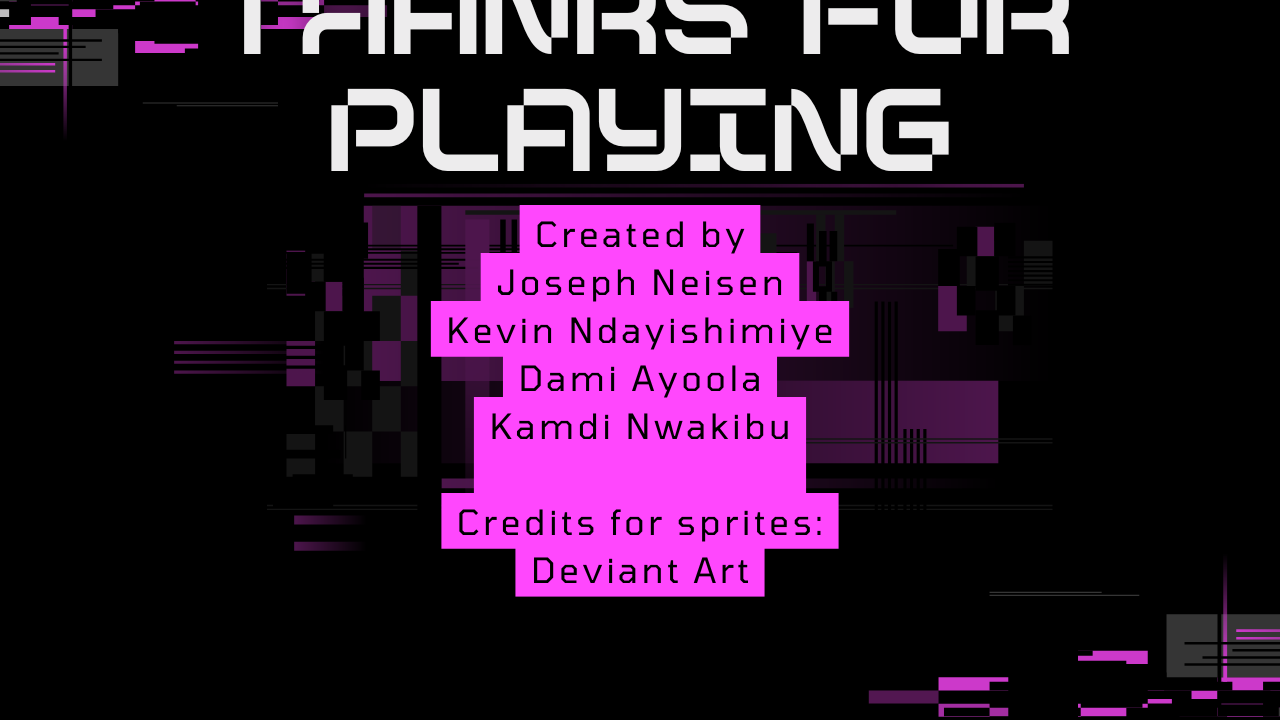 THANKS FOR
PLAYING
Created by
Joseph Neisen
Kevin Ndayishimiye
Dami Ayoola
Kamdi Nwakibu
Credits for sprites:
Deviant Art